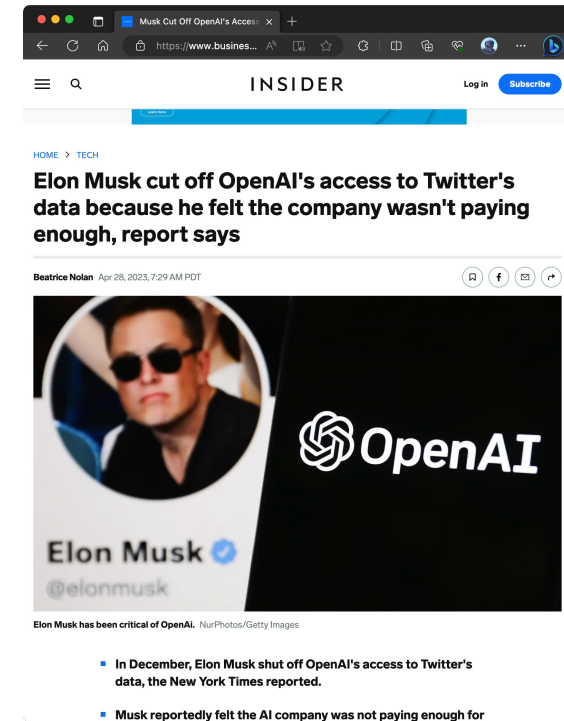 Musk Cut Off OpenAI's Access
https://www.busines...
INSIDER
Log in
Subscribe
Learn more
HOME > TECH
Elon Musk cut off OpenAI's access to Twitter's
data because he felt the company wasn't paying
enough, report says
Beatrice Nolan Apr 28, 2023, 7:29 AM PDT
OpenAI
Elon Musk
@elonmusk
Elon Musk has been critical of OpenAi. NurPhotos/Getty Images
In December, Elon Musk shut off OpenAI's access to Twitter's
data, the New York Times reported.
Musk reportedly felt the AI company was not paying enough for